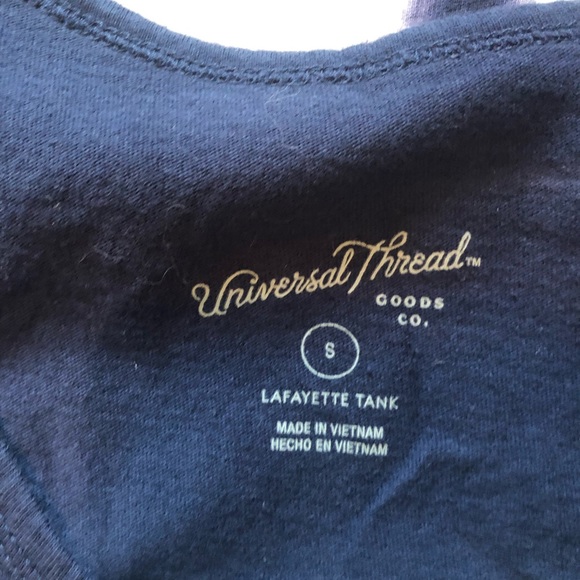 Universal Thread™
GOODS
CO.
S
LAFAYETTE TANK
MADE IN VIETNAM
HECHO EN VIETNAM